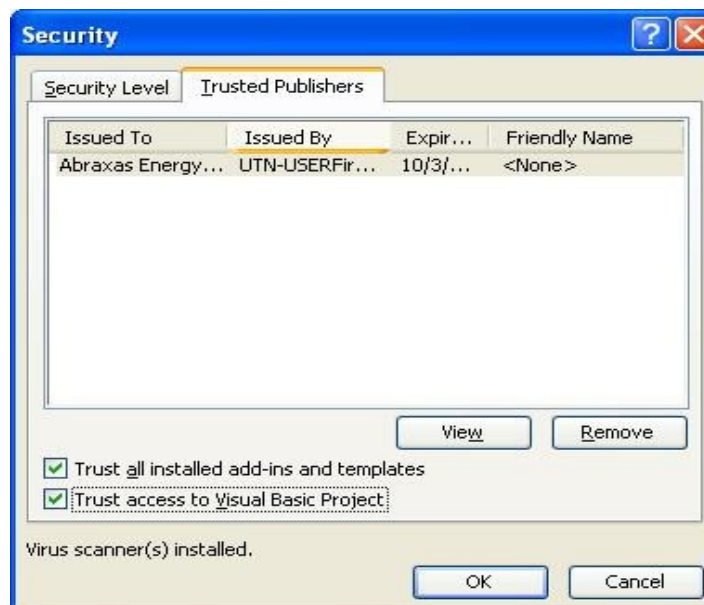 Security
Security Level Trusted Publishers
Issued To Issued By Expir... Friendly Name
Abraxas Energy... UTN-USERFir... 10/3/... <None>
View Remove
Trust all installed add-ins and templates
Trust access to Visual Basic Project
Virus scanner(s) installed.
OK Cancel